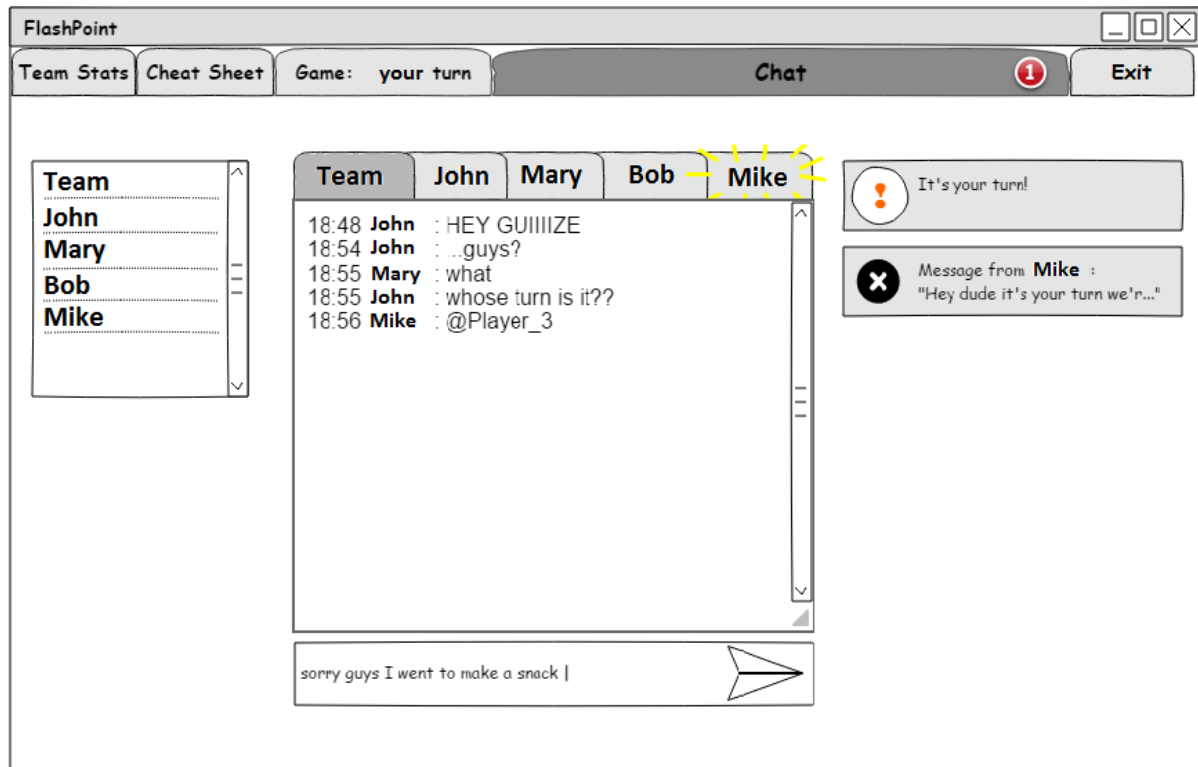 FlashPoint
Team Stats Cheat Sheet Game: your turn Chat 1 Exit
Team
John
Mary
Bob
Mike
Team John Mary Bob Mike
18:48 John : HEY GUIIIIZE
18:54 John : ...guys?
18:55 Mary : what
18:55 John : whose turn is it??
18:56 Mike : @Player_3
sorry guys I went to make a snack
It's your turn!
Message from Mike :
"Hey dude it's your turn we'r..."